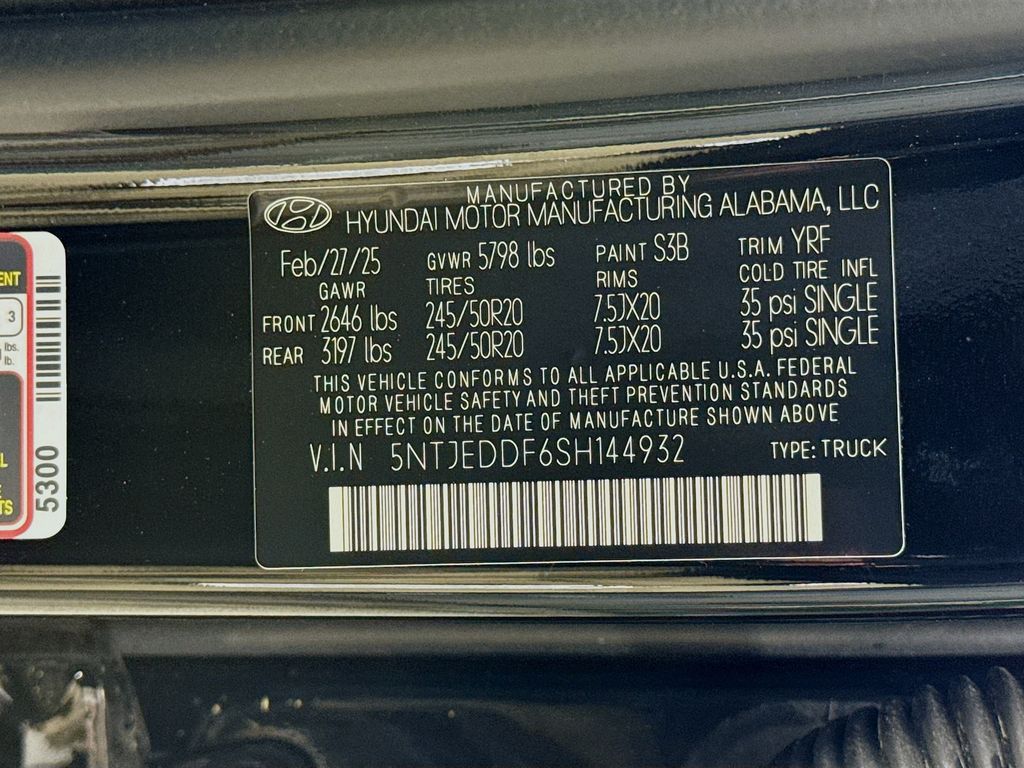 MANUFACTURED BY
HYUNDAI MOTOR MANUFACTURING ALABAMA, LLC
Feb/27/25 GVWR 5798 lbs PAINT S3B TRIM YRF
GAWR TIRES RIMS COLD TIRE INFL
FRONT 2646 lbs 245/50R20 7.5JX20 35 psi SINGLE
REAR 3197 lbs 245/50R20 7.5JX20 35 psi SINGLE
THIS VEHICLE CONFORMS TO ALL APPLICABLE U.S.A. FEDERAL
MOTOR VEHICLE SAFETY AND THEFT PREVENTION STANDARDS
IN EFFECT ON THE DATE OF MANUFACTURE SHOWN ABOVE
V.I.N 5NTJEDDF6SH144932 TYPE: TRUCK
3
lbs.
lb.
5300